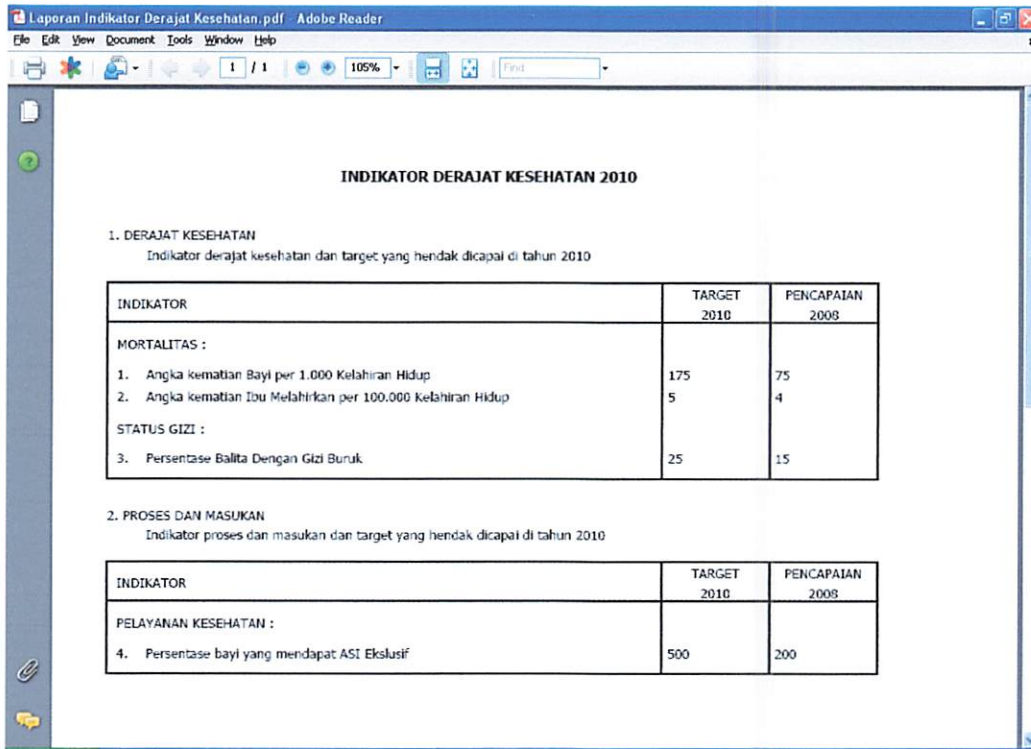 Laporan Indikator Derajat Kesehatan.pdf - Adobe Reader
File Edit View Document Tools Window Help
1 / 1 105% Find
INDIKATOR DERAJAT KESEHATAN 2010
1. DERAJAT KESEHATAN
Indikator derajat kesehatan dan target yang hendak dicapai di tahun 2010
INDIKATOR TARGET 2010 PENCAPAIAN 2008
MORTALITAS :
1. Angka kematian Bayi per 1.000 Kelahiran Hidup 175 75
2. Angka kematian Ibu Melahirkan per 100.000 Kelahiran Hidup 5 4
STATUS GIZI :
3. Persentase Balita Dengan Gizi Buruk 25 15
2. PROSES DAN MASUKAN
Indikator proses dan masukan dan target yang hendak dicapai di tahun 2010
INDIKATOR TARGET 2010 PENCAPAIAN 2008
PELAYANAN KESEHATAN :
4. Persentase bayi yang mendapat ASI Ekslusif 500 200